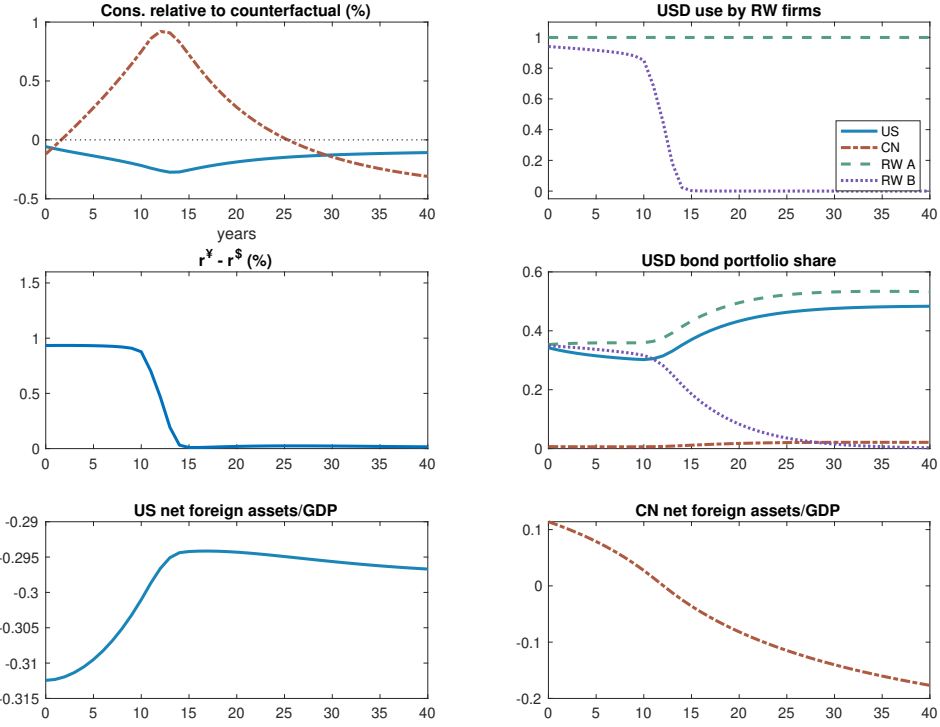 Cons. relative to counterfactual (%)
1
0.5
0
-0.5
0 5 10 15 20 25 30 35 40
years
USD use by RW firms
1
0.8
0.6
0.4
0.2
0
US
CN
RW A
RW B
0 5 10 15 20 25 30 35 40
r¥ - r$ (%)
1.5
1
0.5
0
0 5 10 15 20 25 30 35 40
USD bond portfolio share
0.6
0.4
0.2
0
0 5 10 15 20 25 30 35 40
US net foreign assets/GDP
-0.29
-0.295
-0.3
-0.305
-0.31
-0.315
0 5 10 15 20 25 30 35 40
CN net foreign assets/GDP
0.1
0
-0.1
-0.2
0 5 10 15 20 25 30 35 40